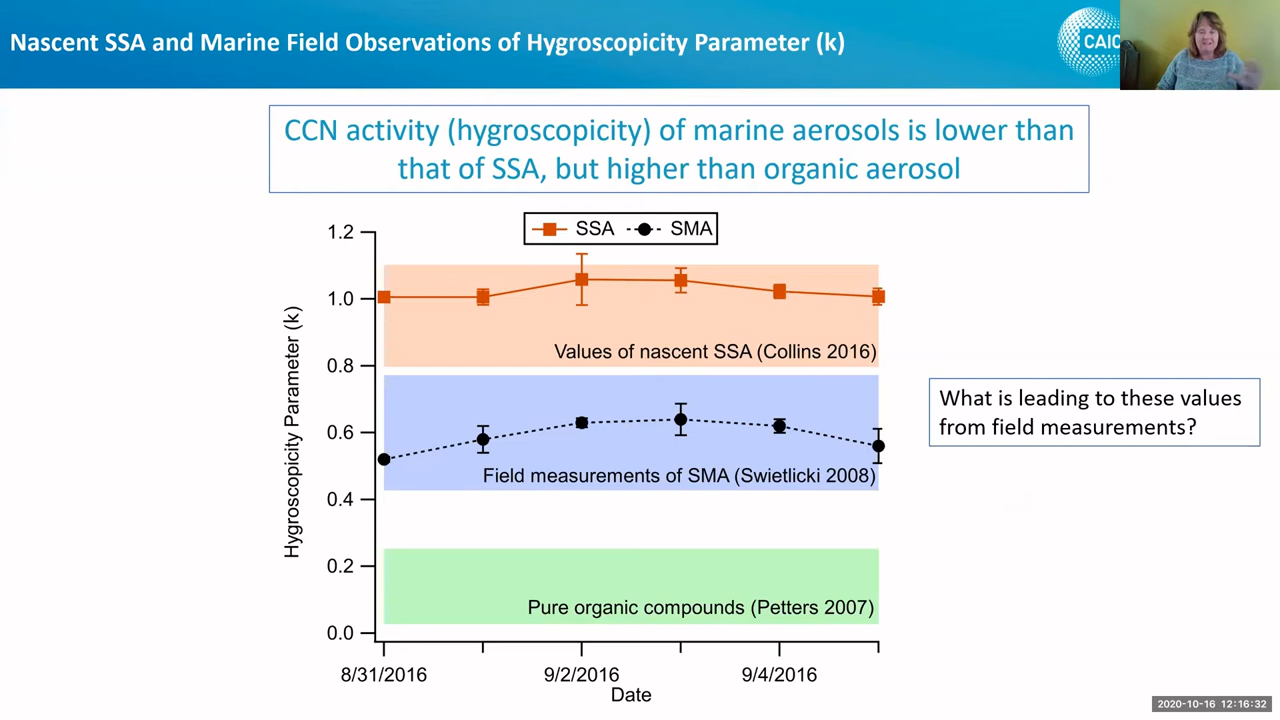 Nascent SSA and Marine Field Observations of Hygroscopicity Parameter (k)
CAIC
CCN activity (hygroscopicity) of marine aerosols is lower than
that of SSA, but higher than organic aerosol
SSA SMA
1.2
1.0
0.8
0.6
0.4
0.2
0.0
Hygroscopicity Parameter (k)
Values of nascent SSA (Collins 2016)
Field measurements of SMA (Swietlicki 2008)
Pure organic compounds (Petters 2007)
8/31/2016 9/2/2016 9/4/2016
Date
What is leading to these values
from field measurements?
2020-10-16 12:16:32